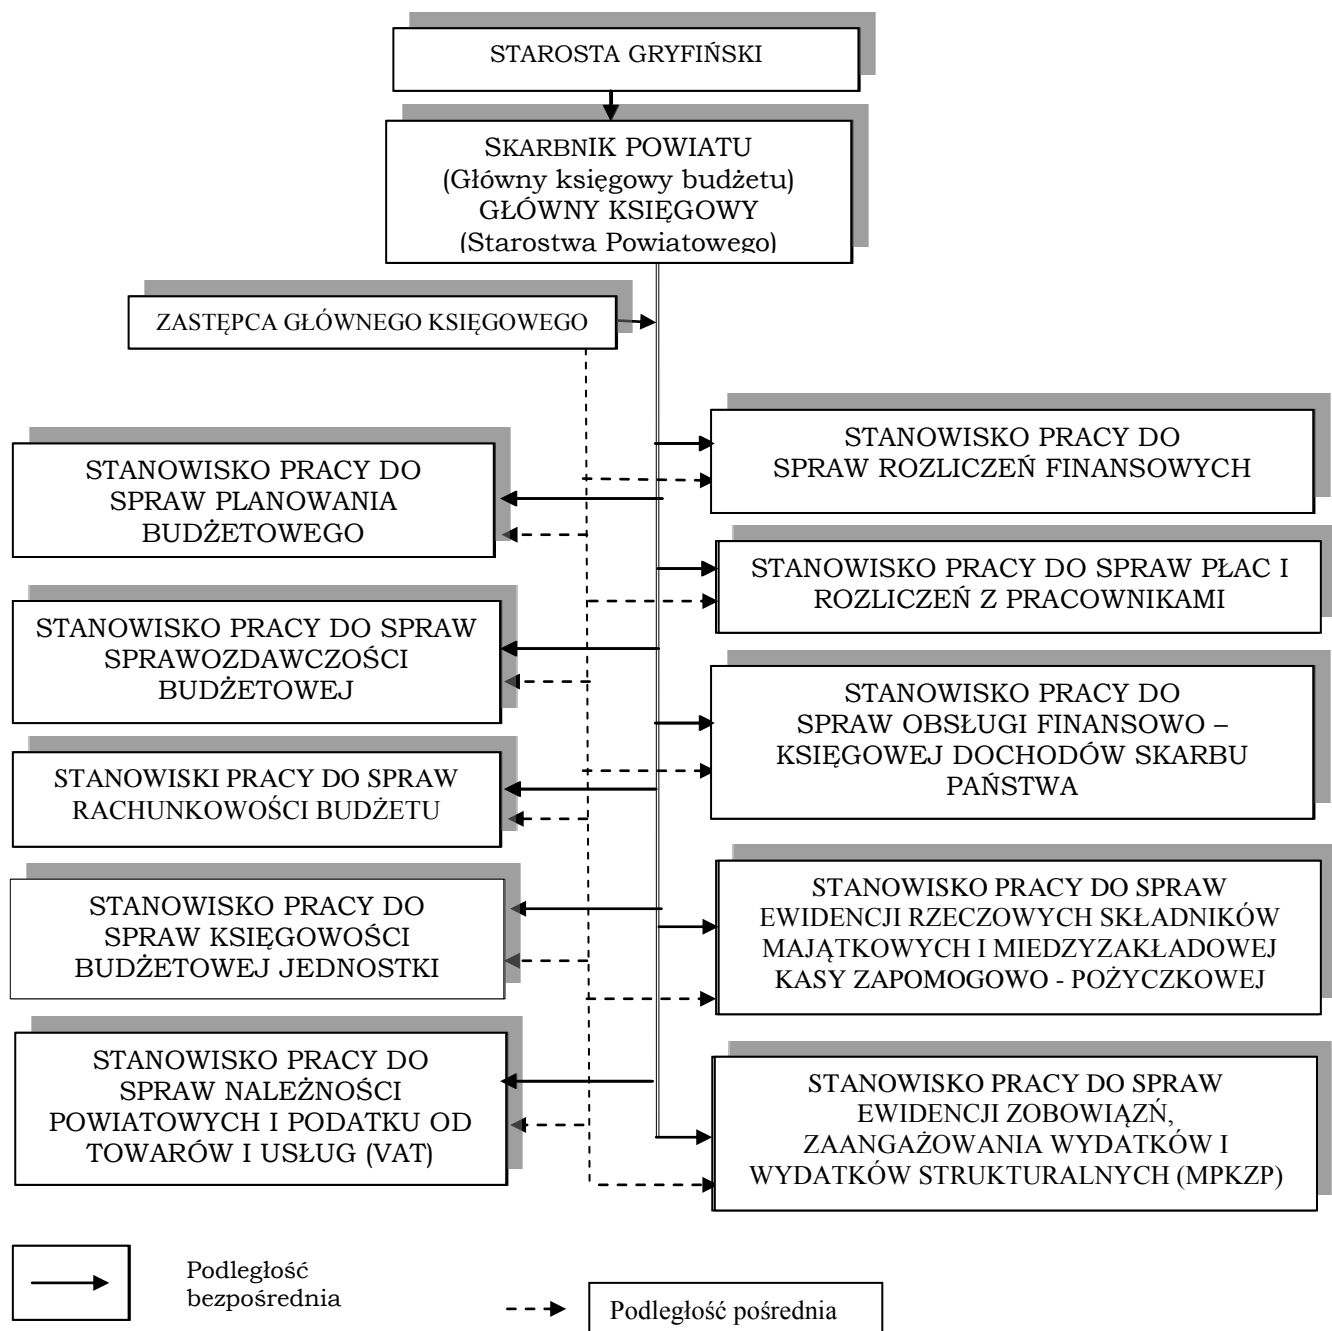 STAROSTA GRYFIŃSKI
SKARBNIK POWIATU
(Główny księgowy budżetu)
GŁÓWNY KSIĘGOWY
(Starostwa Powiatowego)
ZASTĘPCA GŁÓWNEGO KSIĘGOWEGO
STANOWISKO PRACY DO
SPRAW PLANOWANIA
BUDŻETOWEGO
STANOWISKO PRACY DO SPRAW
SPRAWOZDAWCZOŚCI
BUDŻETOWEJ
STANOWISKI PRACY DO SPRAW
RACHUNKOWOŚCI BUDŻETU
STANOWISKO PRACY DO
SPRAW KSIĘGOWOŚCI
BUDŻETOWEJ JEDNOSTKI
STANOWISKO PRACY DO
SPRAW NALEŻNOŚCI
POWIATOWYCH I PODATKU OD
TOWARÓW I USŁUG (VAT)
STANOWISKO PRACY DO
SPRAW ROZLICZEŃ FINANSOWYCH
STANOWISKO PRACY DO SPRAW PŁAC I
ROZLICZEŃ Z PRACOWNIKAMI
STANOWISKO PRACY DO
SPRAW OBSŁUGI FINANSOWO –
KSIĘGOWEJ DOCHODÓW SKARBU
PAŃSTWA
STANOWISKO PRACY DO SPRAW
EWIDENCJI RZECZOWYCH SKŁADNIKÓW
MAJĄTKOWYCH I MIEDZYZAKŁADOWEJ
KASY ZAPOMOGOWO - POŻYCZKOWEJ
STANOWISKO PRACY DO SPRAW
EWIDENCJI ZOBOWIĄZŃ,
ZAANGAŻOWANIA WYDATKÓW I
WYDATKÓW STRUKTURALNYCH (MPKZP)
Podległość
bezpośrednia
Podległość pośrednia